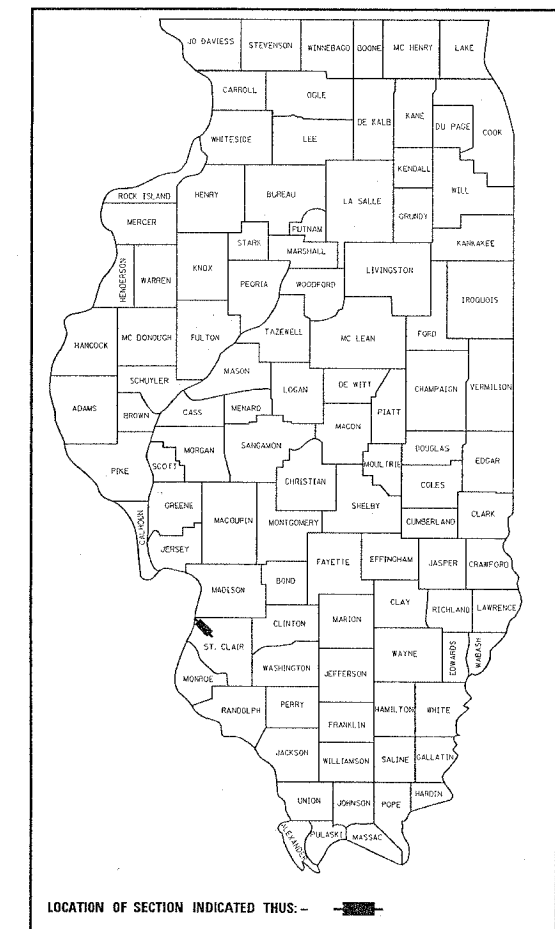 JO DAVIESS STEVENSON WINNEBAGO BOONE MC HENRY LAKE
CARROLL OGLE DE KALB KANE DU PAGE COOK
WHITESIDE LEE KENDALL WILL
ROCK ISLAND HENRY BUREAU LA SALLE GRUNDY
MERCER PUTNAM KANKAKEE
STARK MARSHALL
HENDERSON WARREN KNOX PEORIA WOODFORD LIVINGSTON IROQUOIS
HANCOCK MC DONOUGH FULTON TAZEWELL MC LEAN FORD
SCHUYLER MASON
ADAMS BROWN CASS MENARD LOGAN DE WITT PIATT CHAMPAIGN VERMILION
PIKE SCOTT MORGAN SANGAMON MACON MOULTRIE DOUGLAS EDGAR
CHRISTIAN COLES
CALHOUN GREENE MACOUPIN MONTGOMERY SHELBY CUMBERLAND CLARK
JERSEY FAYETTE EFFINGHAM JASPER CRAWFORD
MADESON BOND
CLINTON MARION CLAY RICHLAND LAWRENCE
ST. CLAIR WAYNE EDWARDS WABASH
WASHINGTON JEFFERSON
MONROE
RANDOLPH PERRY HAMILTON WHITE
FRANKLIN
JACKSON WILLIAMSON SALINE GALLATIN
HARDIN
UNION JOHNSON POPE
ALEXANDER PULASKI MASSAC
LOCATION OF SECTION INDICATED THUS:-